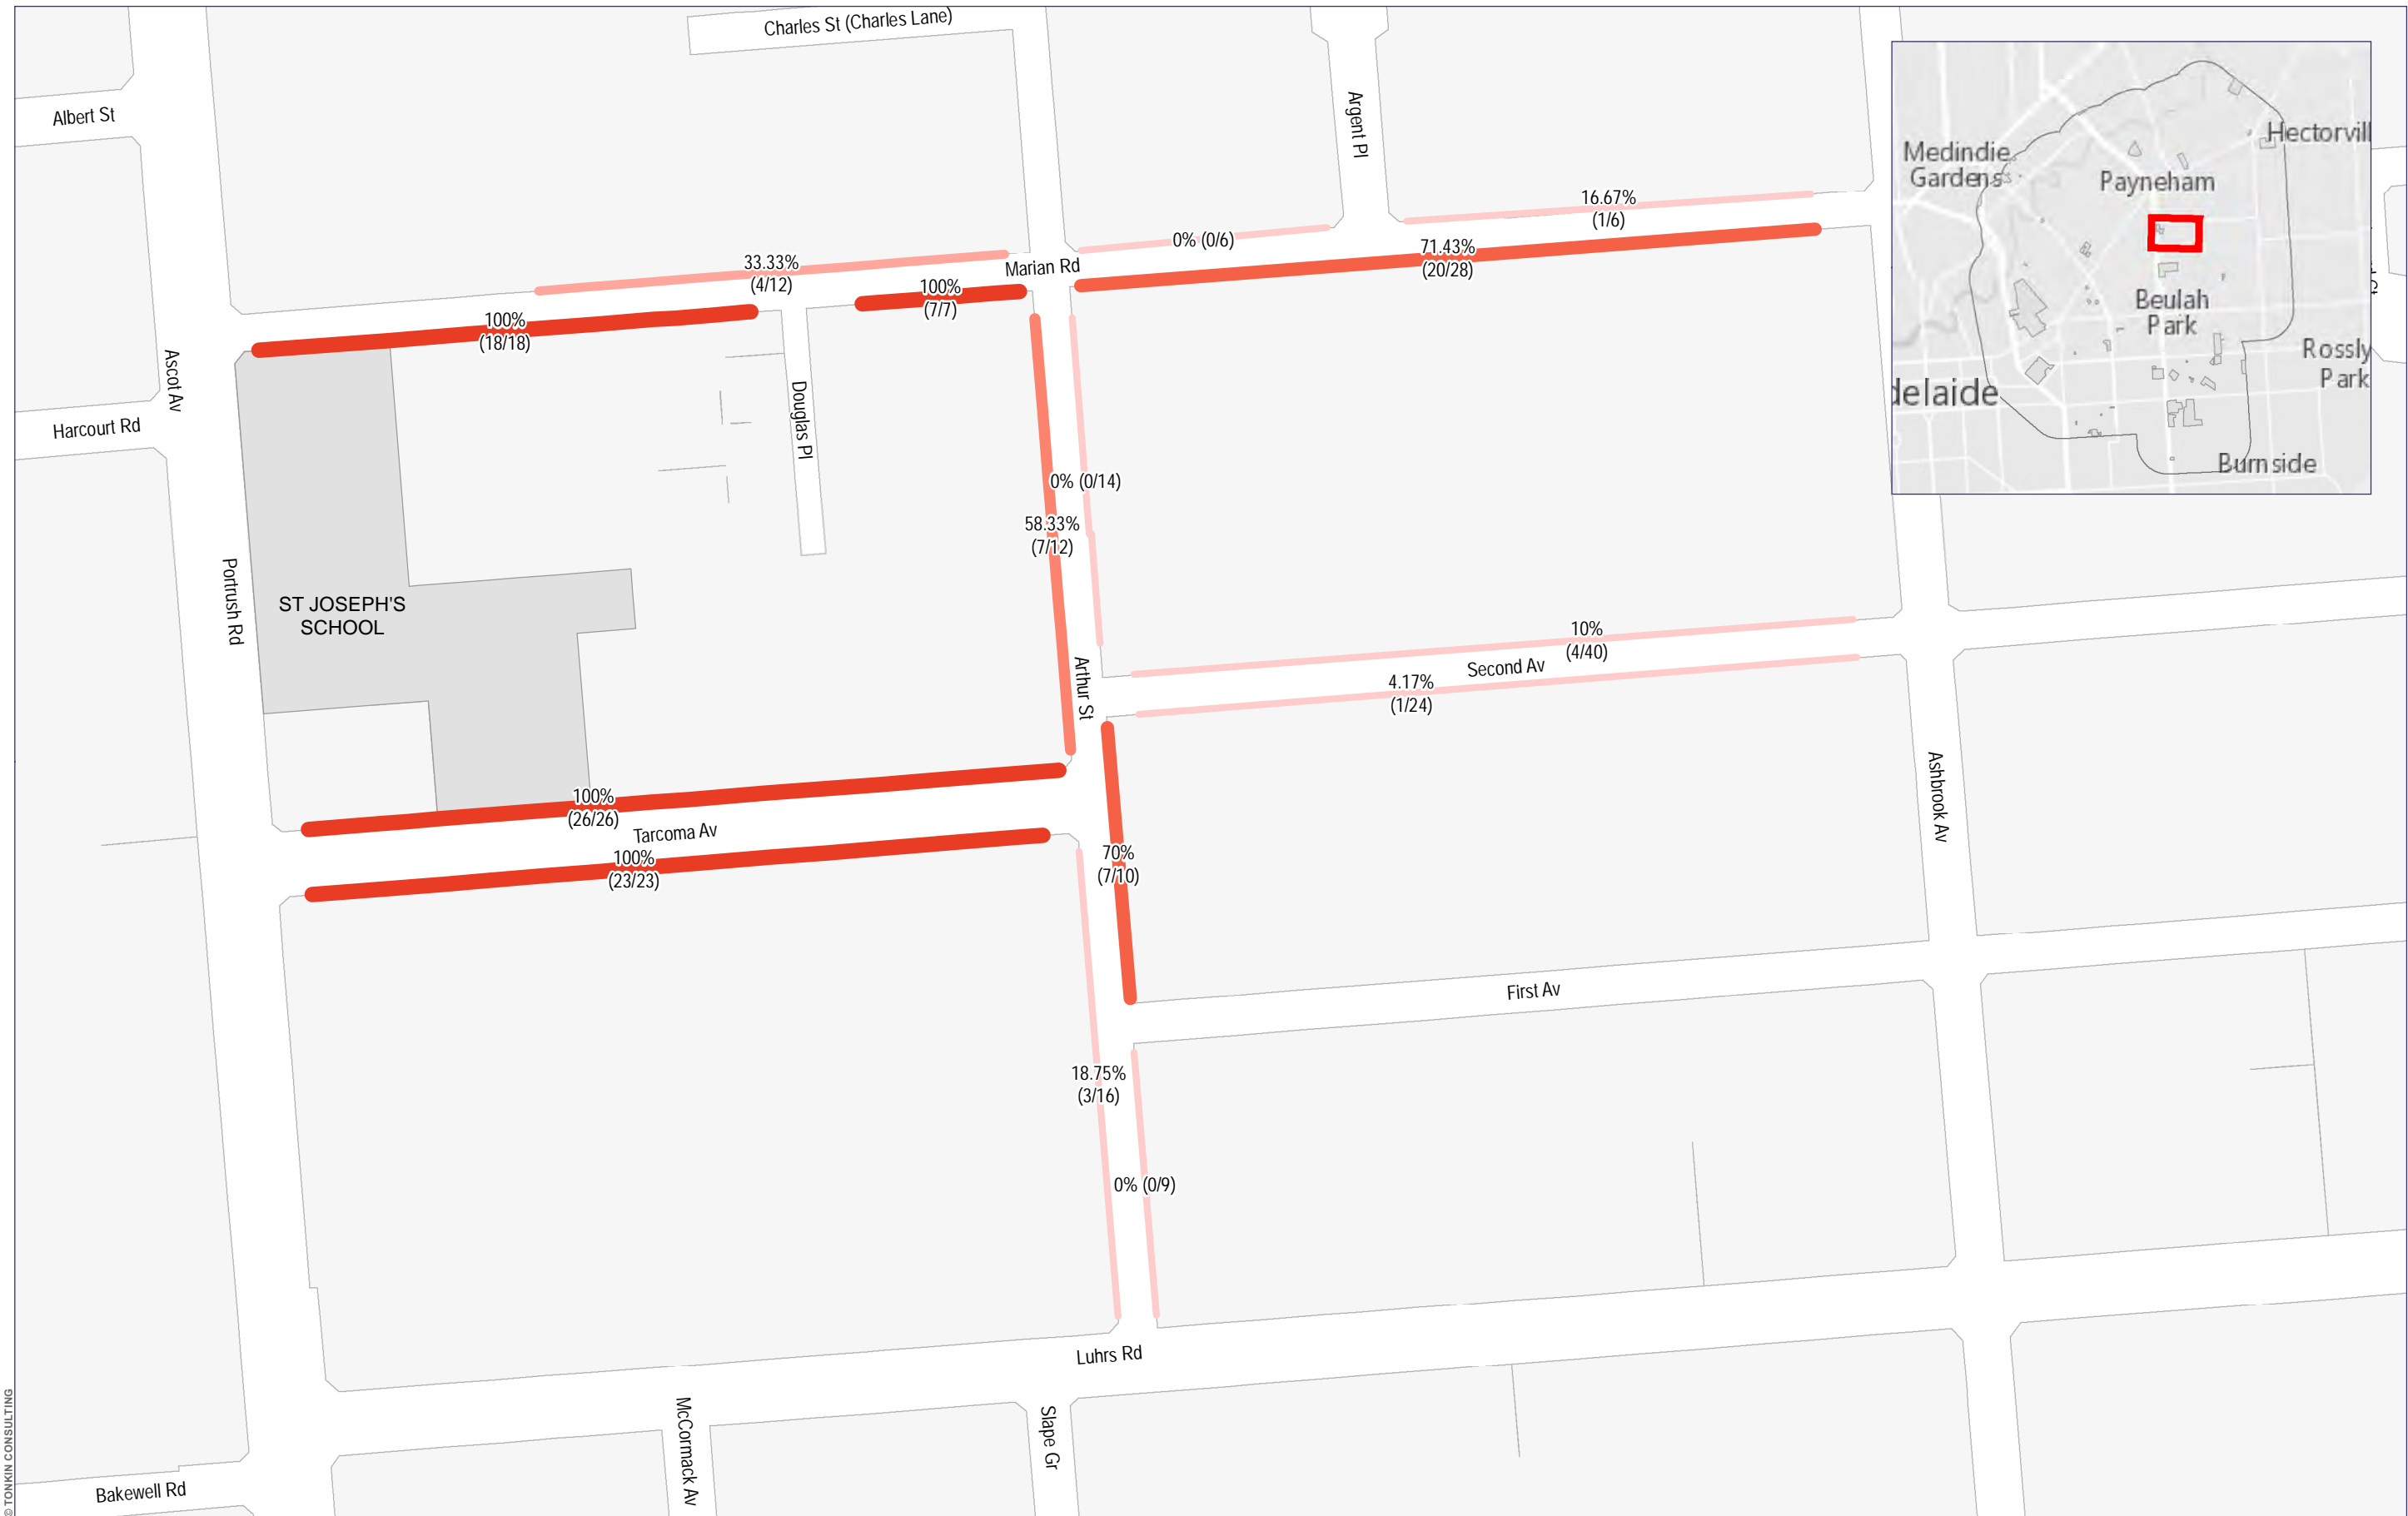 Charles St (Charles Lane)
Albert St
Argent Pl
Medindie
Gardens
Hectorvill
Payneham
Beulah
Park
Rossly
Park
delaide
Burnside
16.67%
(1/6)
0% (0/6)
71.43%
(20/28)
33.33%
(4/12)
Marian Rd
100%
(7/7)
100%
(18/18)
Ascot Av
Harcourt Rd
Douglas Pl
0% (0/14)
58.33%
(7/12)
Portrush Rd
ST JOSEPH'S
SCHOOL
Arthur St
10%
(4/40)
Second Av
4.17%
(1/24)
Ashbrook Av
100%
(26/26)
Tarcoma Av
100%
(23/23)
70%
(7/10)
First Av
18.75%
(3/16)
0% (0/9)
Luhrs Rd
McCormack Av
Slape Gr
Bakewell Rd
© TONKIN CONSULTING